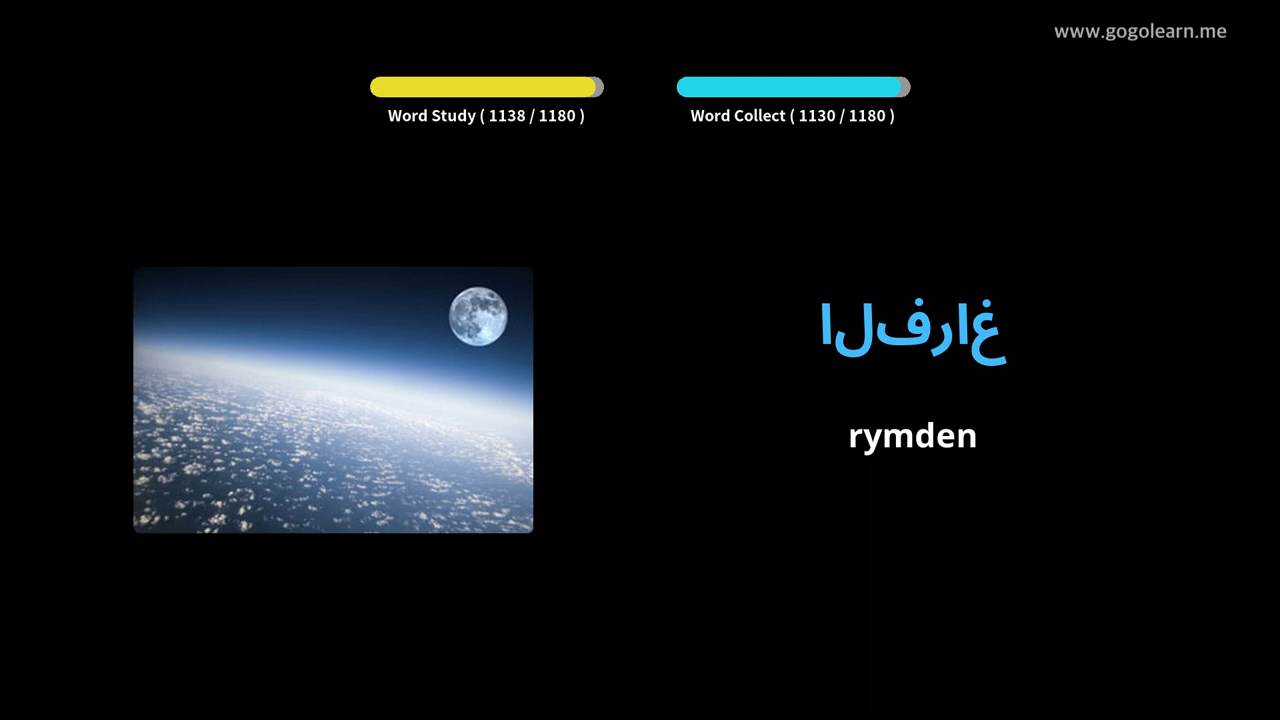 www.gogolearn.me
Word Study ( 1138 / 1180 )
Word Collect ( 1130 / 1180 )
الفراغ
rymden